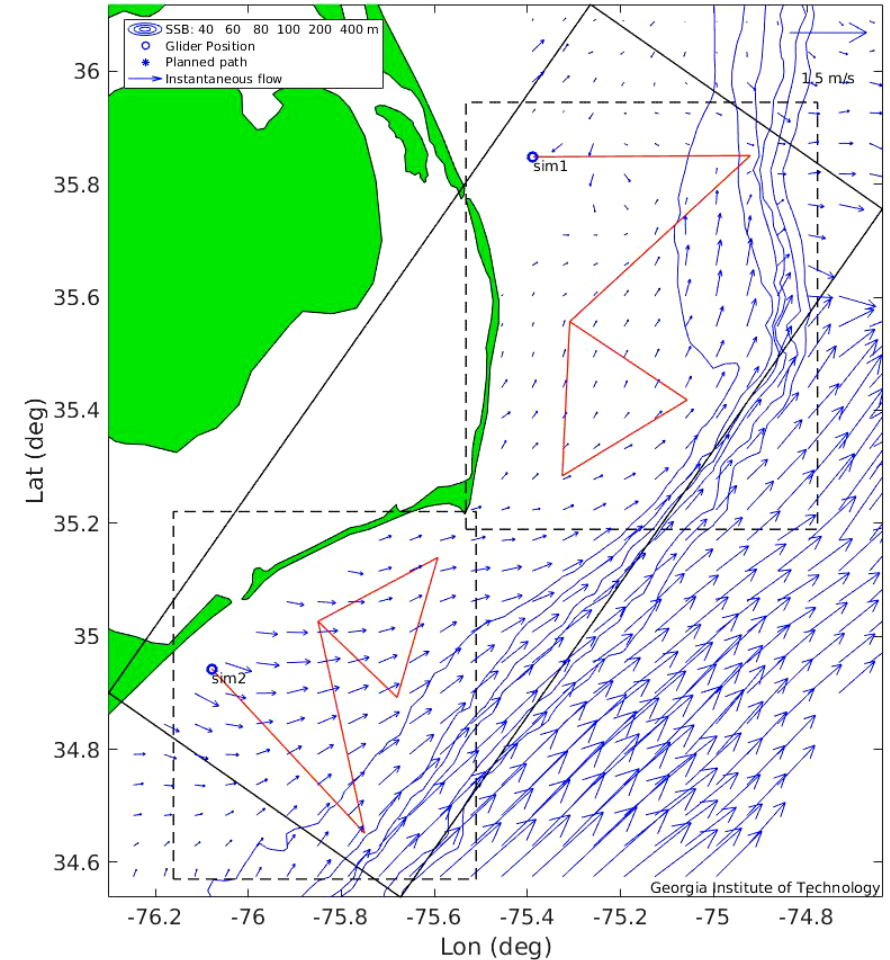 SSB: 40 60 80 100 200 400 m
Glider Position
Planned path
Instantaneous flow
1.5 m/s
36
35.8
35.6
35.4
35.2
35
34.8
34.6
Lat (deg)
sim1
sim2
Georgia Institute of Technology
-76.2 -76 -75.8 -75.6 -75.4 -75.2 -75 -74.8
Lon (deg)